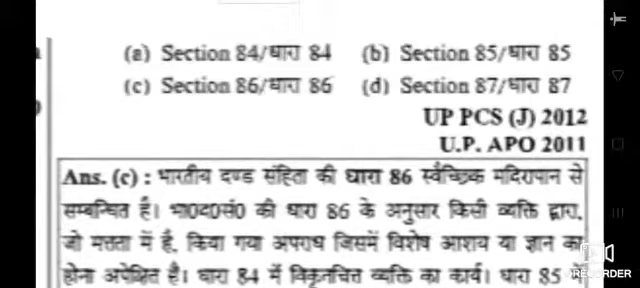 (a) Section 84/धारा 84 (b) Section 85/धारा 85
(c) Section 86/धारा 86 (d) Section 87/धारा 87
UP PCS (J) 2012
U.P. APO 2011
Ans. (c) : भारतीय दण्ड संहिता की धारा 86 स्वैच्छिक मदिरापान से
सम्बन्धित है। भा0द0सं0 की धारा 86 के अनुसार किसी व्यक्ति द्वारा,
जो मत्तता में है, किया गया अपराध जिसमें विशेष आशय या ज्ञान का
होना अपेक्षित है। धारा 84 में विकृतचित्त व्यक्ति का कार्य। धारा 85 में
RECORDER